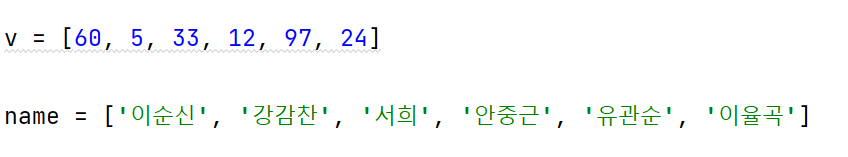 v = [60, 5, 33, 12, 97, 24]
name = ['이순신', '강감찬', '서희', '안중근', '유관순', '이율곡']